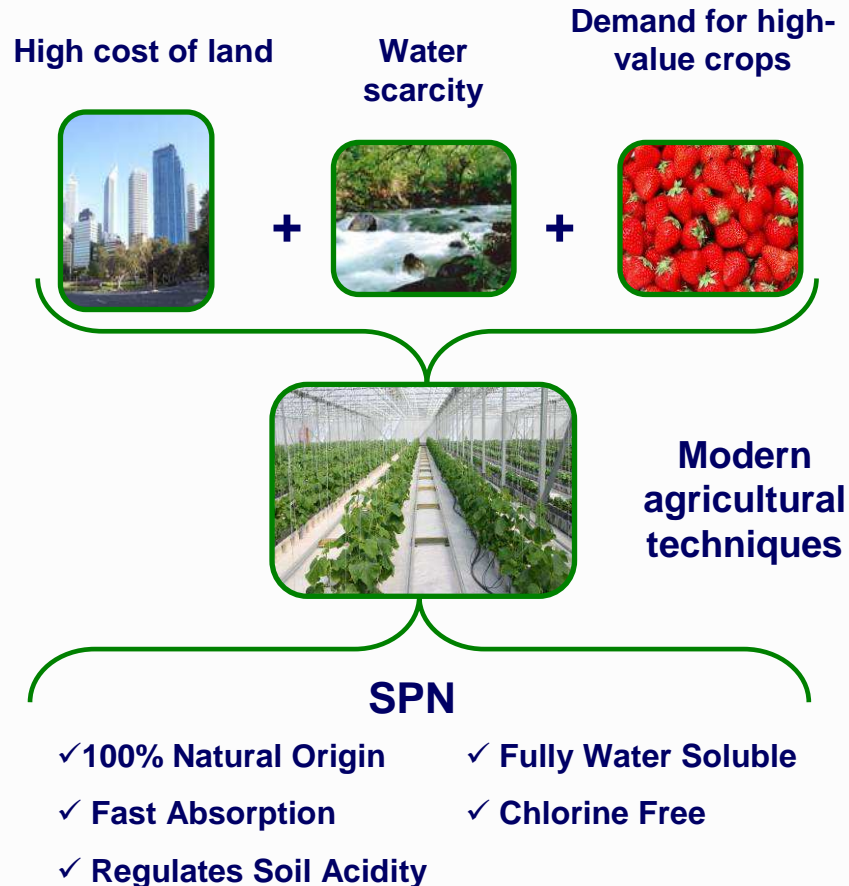 High cost of land
Water
scarcity
Demand for high-
value crops
+
+
Modern
agricultural
techniques
SPN
✓100% Natural Origin
✓ Fast Absorption
✓ Regulates Soil Acidity
✓ Fully Water Soluble
✓ Chlorine Free